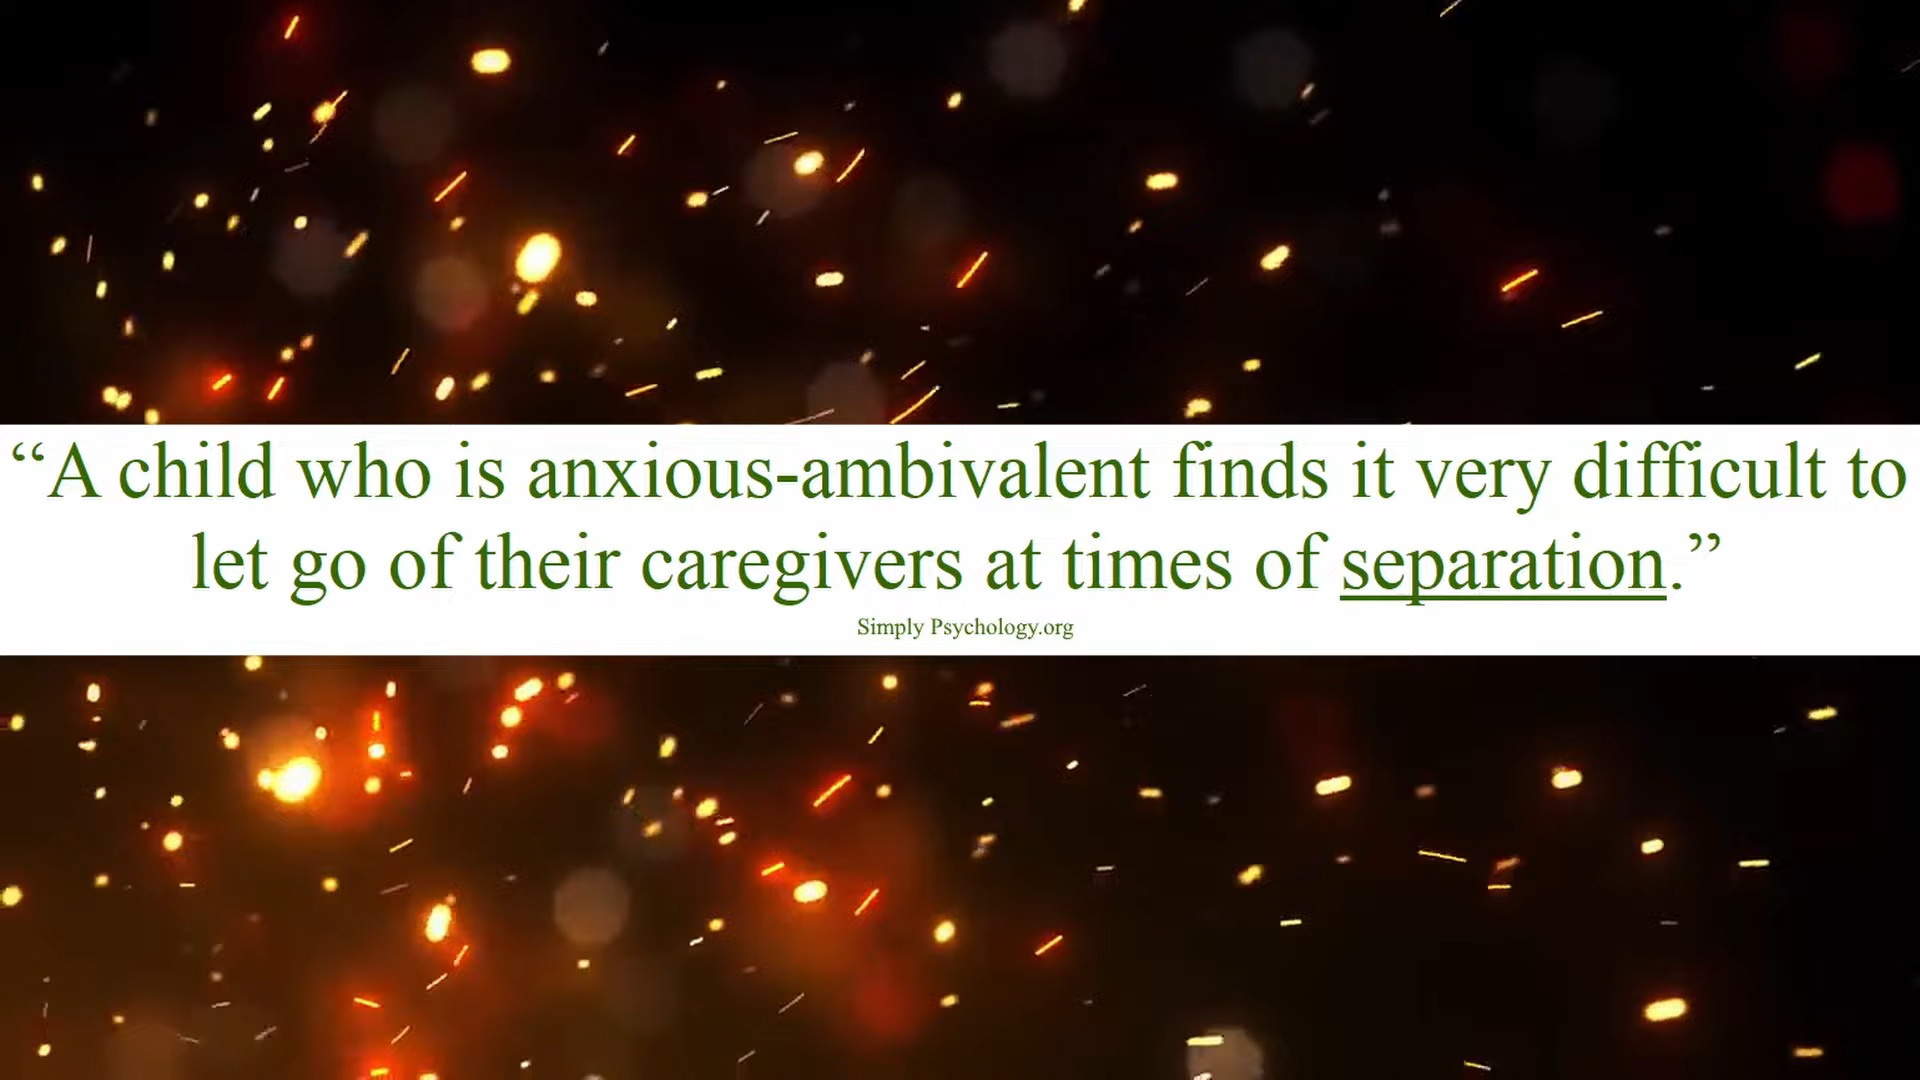 “A child who is anxious-ambivalent finds it very difficult to
let go of their caregivers at times of separation.”
Simply Psychology.org